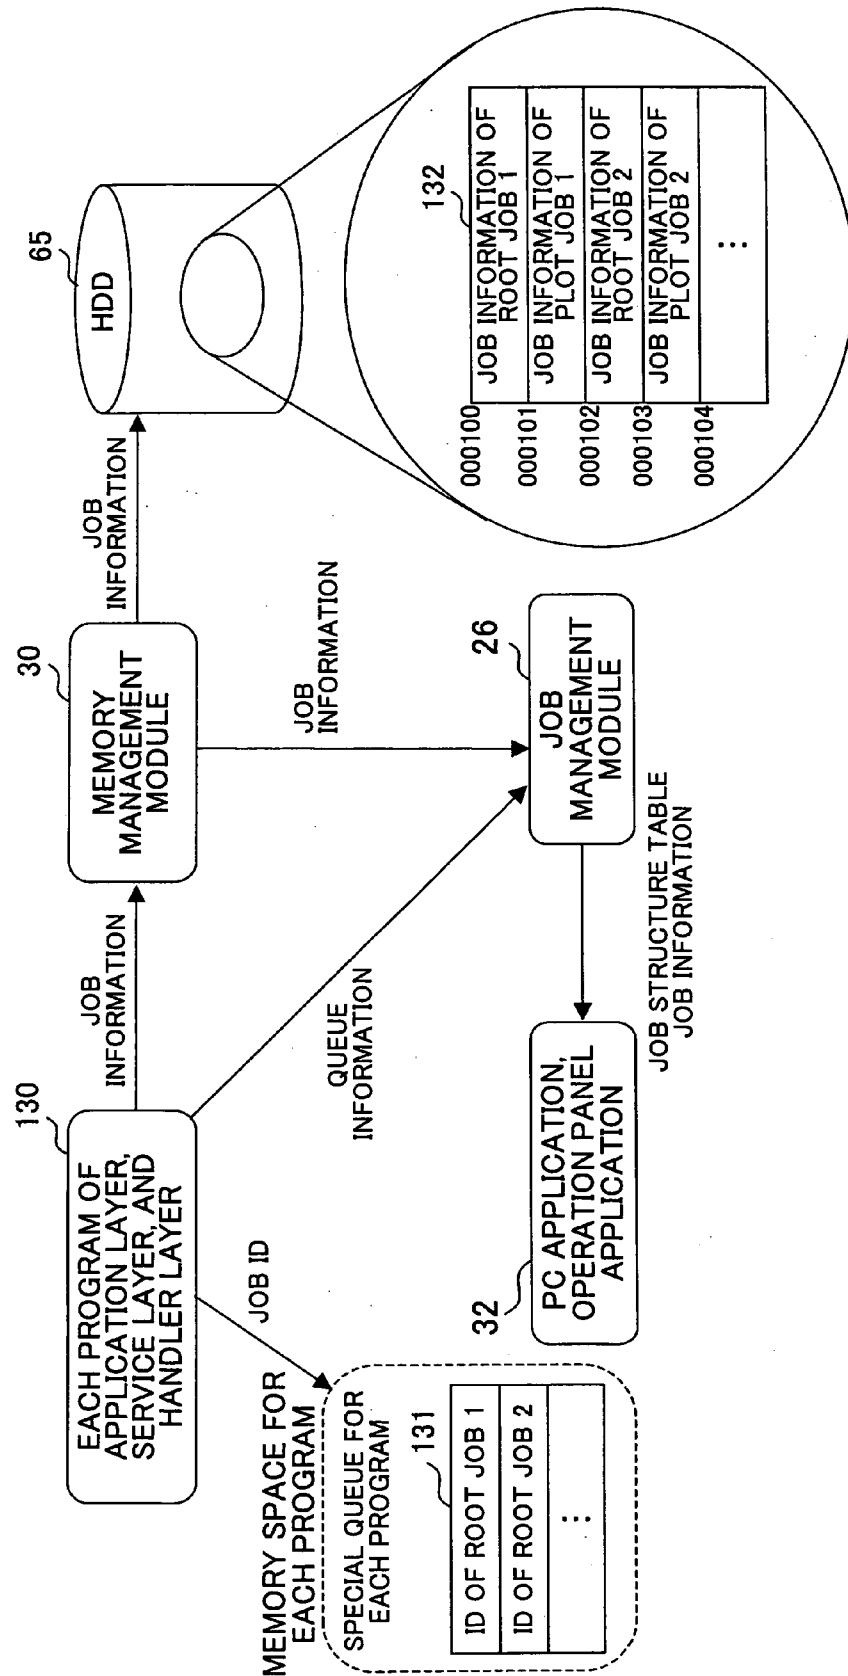 EACH PROGRAM OF
APPLICATION LAYER,
SERVICE LAYER, AND
HANDLER LAYER
130
JOB
INFORMATION
MEMORY
MANAGEMENT
MODULE
30
JOB
INFORMATION
HDD
65
JOB ID
QUEUE
INFORMATION
JOB
INFORMATION
MEMORY SPACE FOR
EACH PROGRAM
SPECIAL QUEUE FOR
EACH PROGRAM
131
ID OF ROOT JOB 1
ID OF ROOT JOB 2
⋮
32
PC APPLICATION,
OPERATION PANEL
APPLICATION
JOB STRUCTURE TABLE
JOB INFORMATION
26
JOB
MANAGEMENT
MODULE
132
000100
JOB INFORMATION OF
ROOT JOB 1
000101
JOB INFORMATION OF
PLOT JOB 1
000102
JOB INFORMATION OF
ROOT JOB 2
000103
JOB INFORMATION OF
PLOT JOB 2
000104
⋮